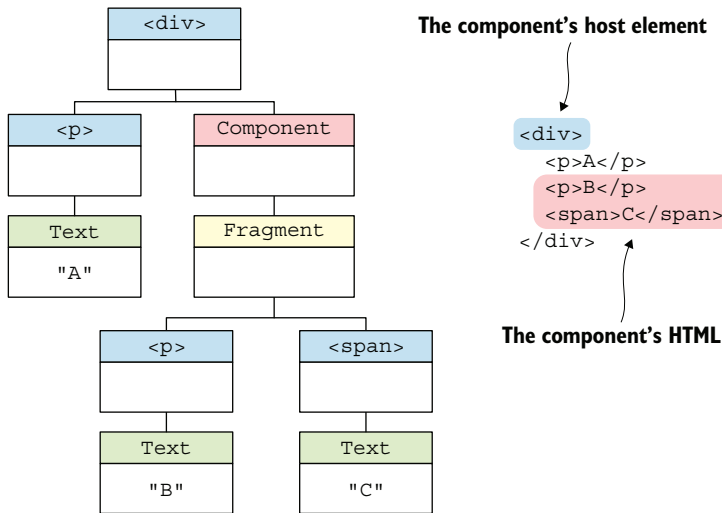 <div>
<p>
Component
Text
"A"
Fragment
<p>
<span>
Text
"B"
Text
"C"
The component's host element
<div>
<p>A</p>
<p>B</p>
<span>C</span>
</div>
The component's HTML